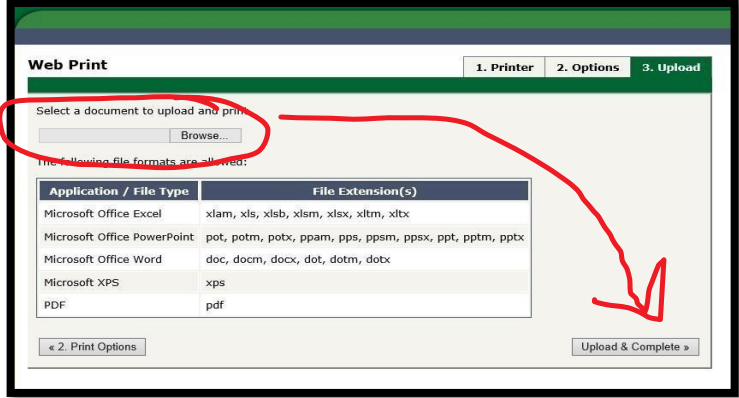 Web Print
1. Printer
2. Options
3. Upload
Select a document to upload and print
Browse...
The following file formats are allowed:
Application / File Type File Extension(s)
Microsoft Office Excel xlam, xls, xlsb, xlsm, xlsx, xltm, xltx
Microsoft Office PowerPoint pot, potm, potx, ppam, pps, ppsm, ppsx, ppt, pptm, pptx
Microsoft Office Word doc, docm, docx, dot, dotm, dotx
Microsoft XPS xps
PDF pdf
« 2. Print Options
Upload & Complete »